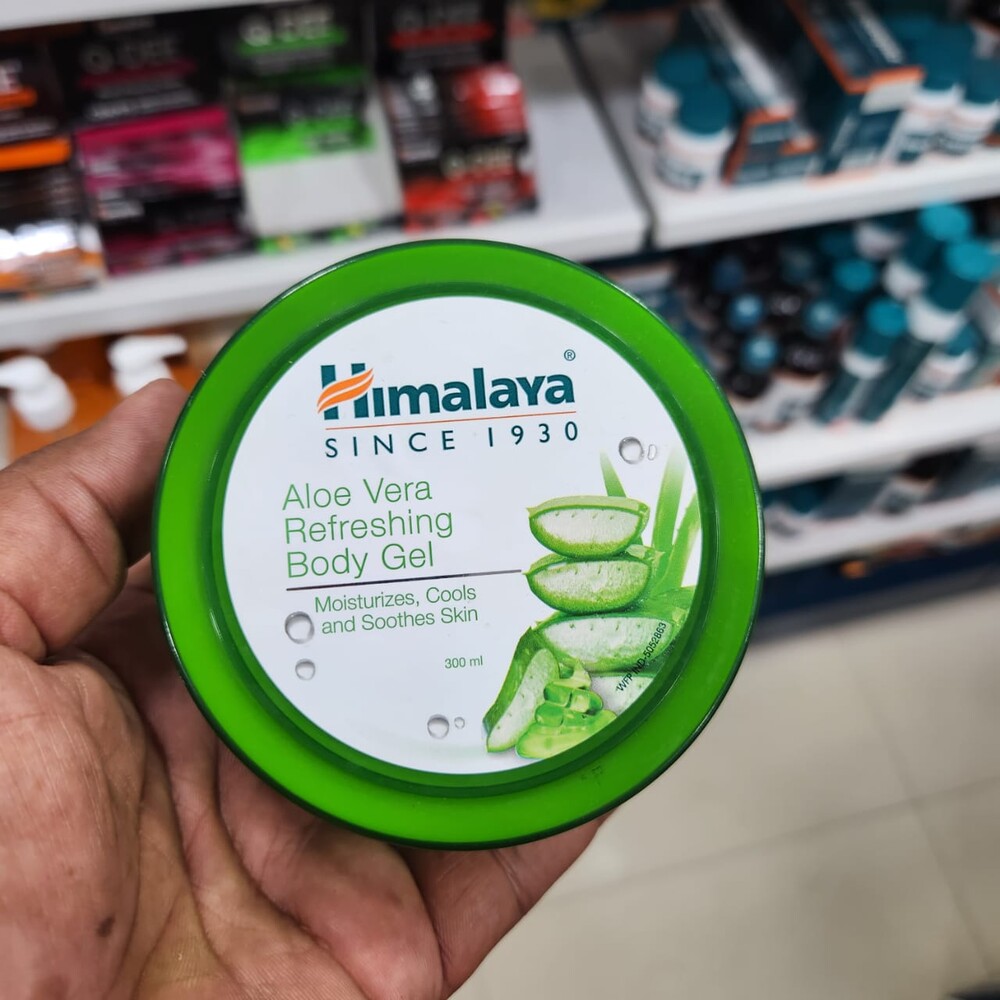 Himalaya®
SINCE 1930
Aloe Vera
Refreshing
Body Gel
Moisturizes, Cools
and Soothes Skin
300 ml